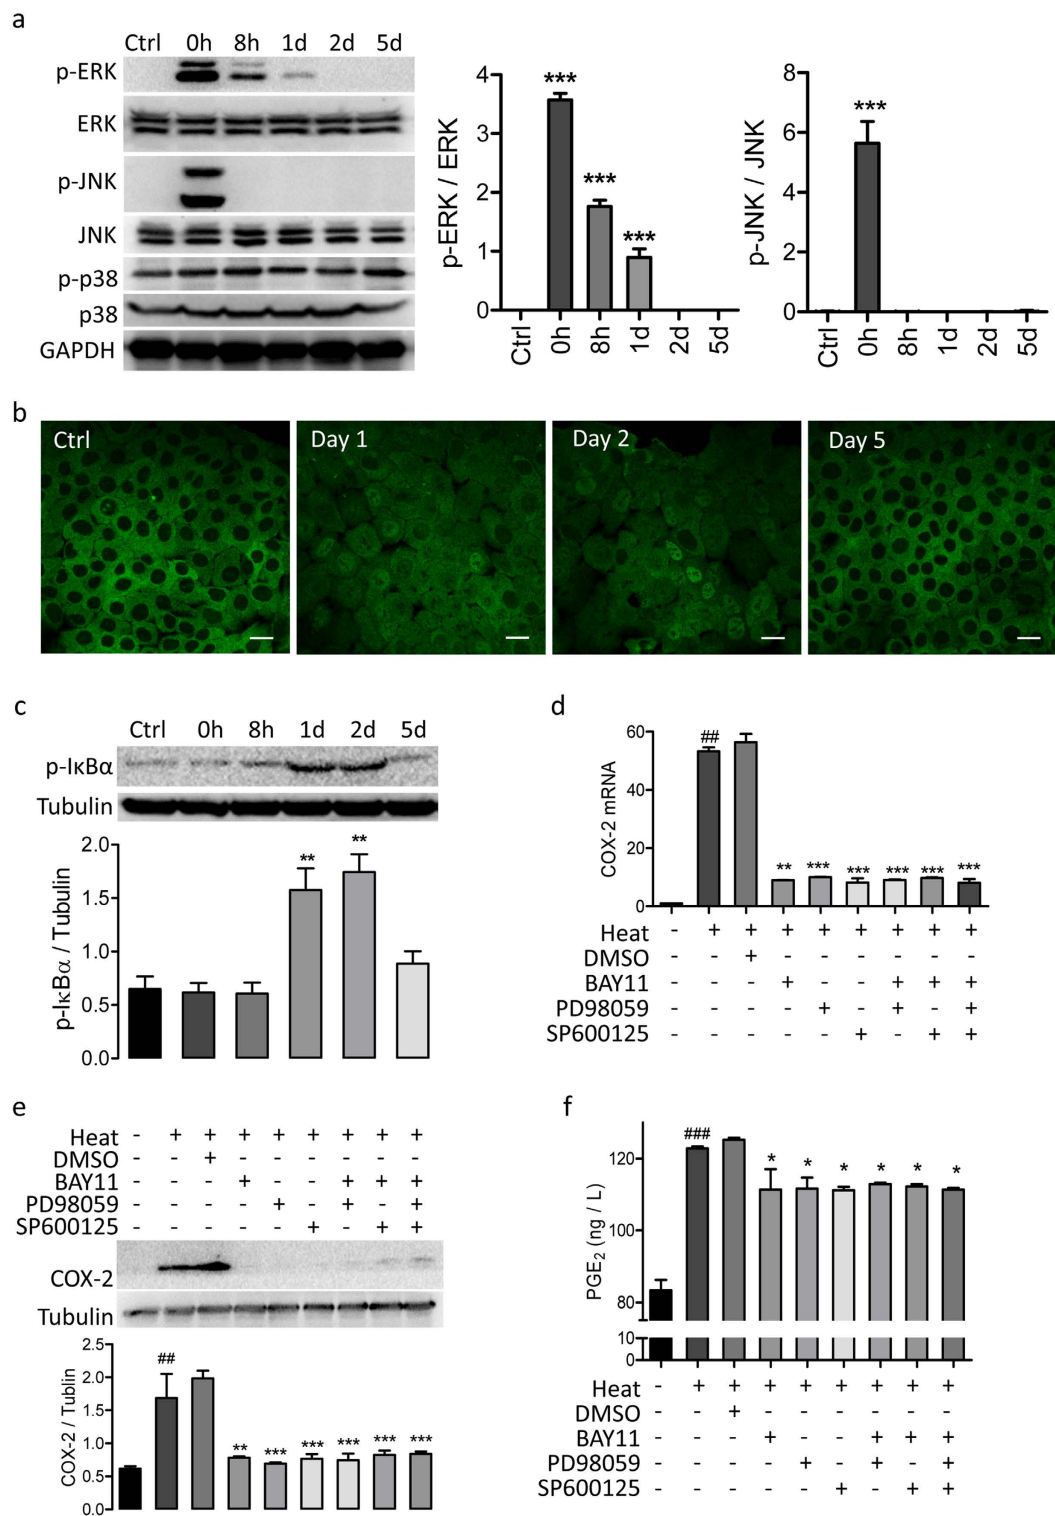 a
Ctrl 0h 8h 1d 2d 5d
p-ERK
ERK
p-JNK
JNK
p-p38
p38
GAPDH
p-ERK / ERK
4
3
2
1
0
***
***
***
Ctrl 0h 8h 1d 2d 5d
p-JNK / JNK
8
6
4
2
0
***
Ctrl 0h 8h 1d 2d 5d
b
Ctrl
Day 1
Day 2
Day 5
c
Ctrl 0h 8h 1d 2d 5d
p-IκBα
Tubulin
p-IκBα / Tubulin
2.0
1.5
1.0
0.5
0.0
** **
d
COX-2 mRNA
60
40
20
0
## ** *** *** *** *** ***
Heat - + + + + + + + +
DMSO - - + - - - - - -
BAY11 - - - + - - + + +
PD98059 - - - - + - + - +
SP600125 - - - - - + - + +
e
Heat - + + + + + + + +
DMSO - - + - - - - - -
BAY11 - - - + - - + + +
PD98059 - - - - + - + - +
SP600125 - - - - - + - + +
COX-2
Tubulin
COX-2 / Tublin
2.5
2.0
1.5
1.0
0.5
0.0
## ** *** *** *** *** ***
f
PGE₂ (ng / L)
120
100
80
10
0
### * * * * * *
Heat - + + + + + + + +
DMSO - - + - - - - - -
BAY11 - - - + - - + + +
PD98059 - - - - + - + - +
SP600125 - - - - - + - + +